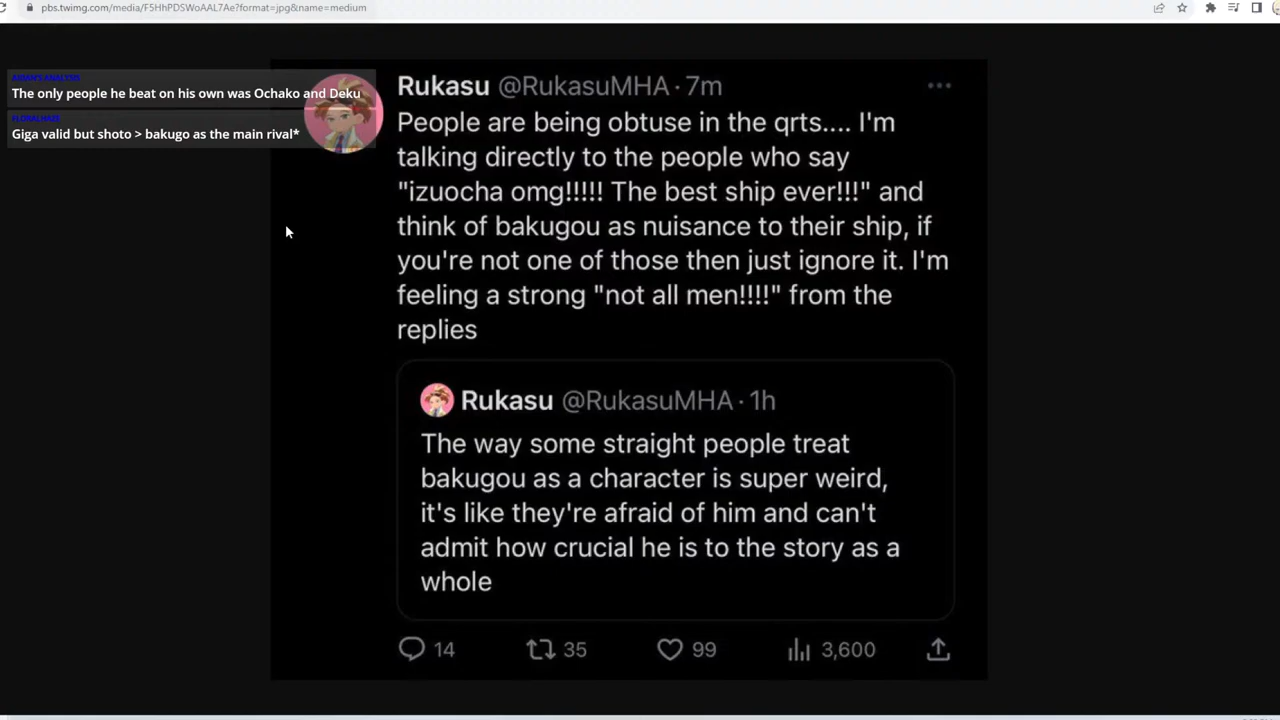 pbs.twimg.com/media/F5HhPDSWoAAL7Ae?format=jpg&name=medium
The only people he beat on his own was Ochako and Deku
Giga valid but shoto > bakugo as the main rival*
Rukasu @RukasuMHA · 7m
People are being obtuse in the qrts.... I'm
talking directly to the people who say
"izuocha omg!!!!! The best ship ever!!!" and
think of bakugou as nuisance to their ship, if
you're not one of those then just ignore it. I'm
feeling a strong "not all men!!!!" from the
replies
Rukasu @RukasuMHA · 1h
The way some straight people treat
bakugou as a character is super weird,
it's like they're afraid of him and can't
admit how crucial he is to the story as a
whole
14 35 99 3,600